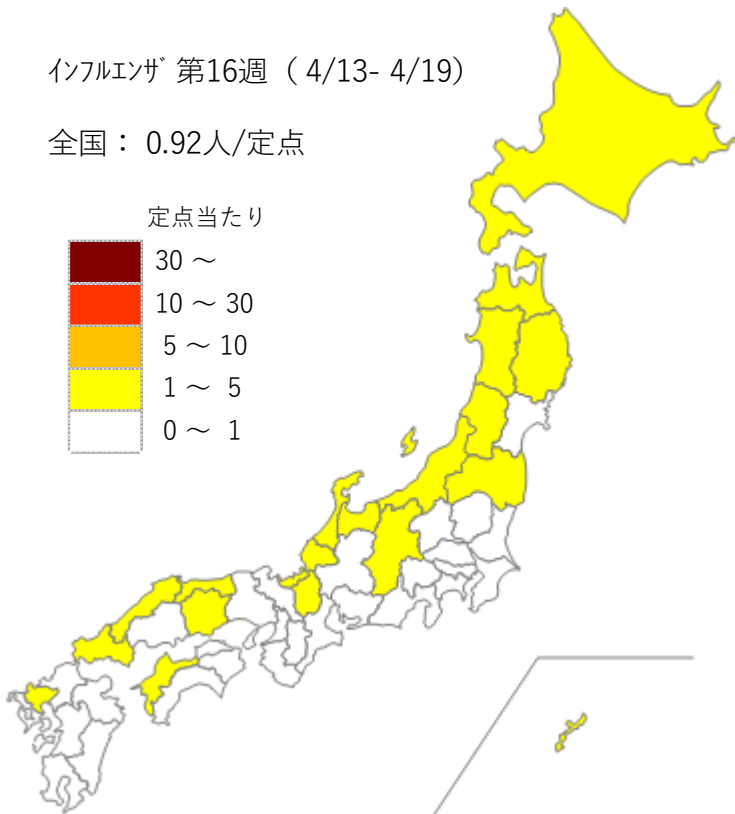 ｲﾝﾌﾙｴﾝｻﾞ 第16週 （ 4/13- 4/19）
全国： 0.92人/定点
定点当たり
30 ～
10 ～ 30
5 ～ 10
1 ～ 5
0 ～ 1